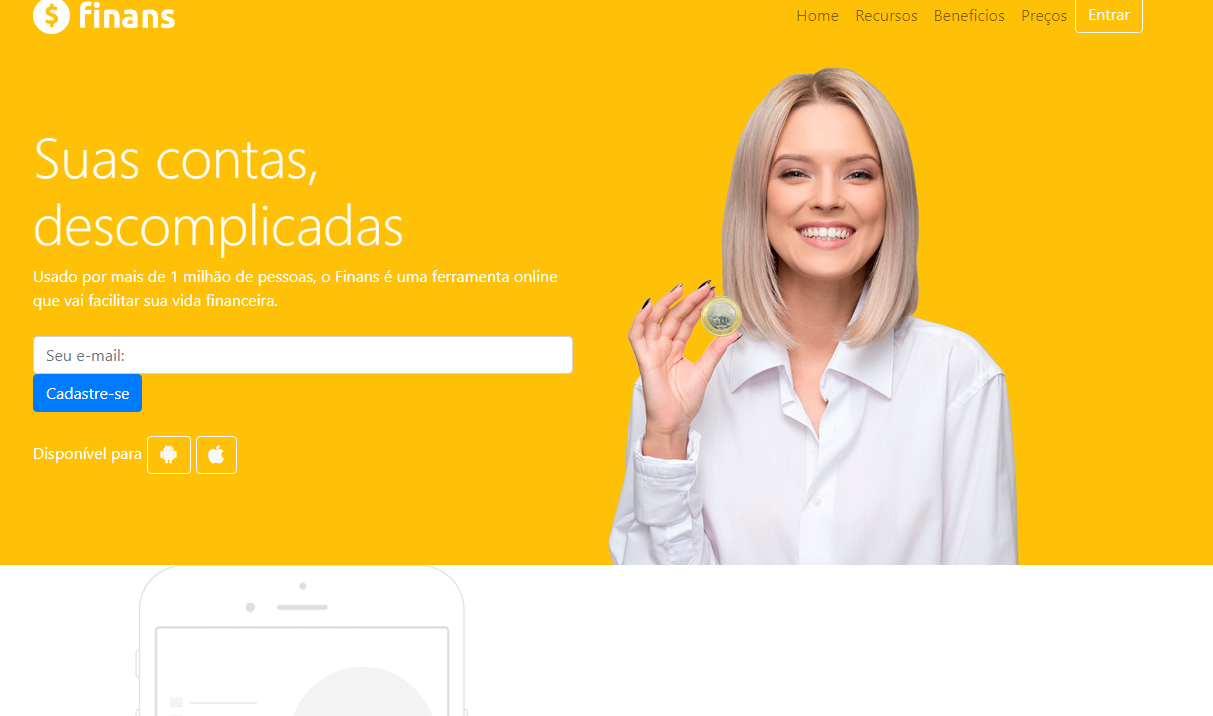 $ finans
Home Recursos Beneficios Preços Entrar
Suas contas,
descomplicadas
Usado por mais de 1 milhão de pessoas, o Finans é uma ferramenta online
que vai facilitar sua vida financeira.
Seu e-mail:
Cadastre-se
Disponível para